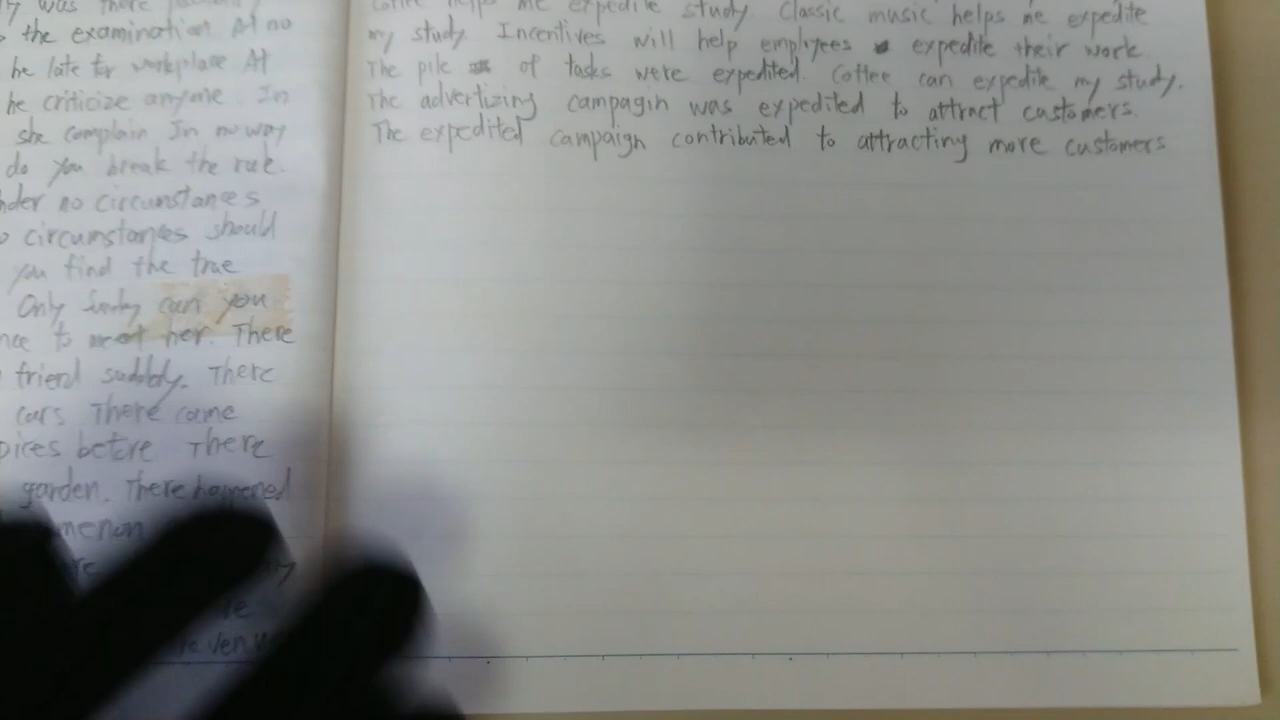 was there
the examination At no
be late for workplace At
he criticize anyone In
she complain In no way
do you break the rule.
no circumstances
circumstances should
you find the true
Only can you
to meet her. There
friend suddbly. There
cars There came
before There
garden. There happened
Coffee helps me expedite study Classic music helps me expedite
my study Incentives will help employees expedite their work
The pile of tasks were expedited. Coffee can expedite my study.
The advertizing campagin was expedited to attract customers.
The expedited campaign contributed to attracting more customers